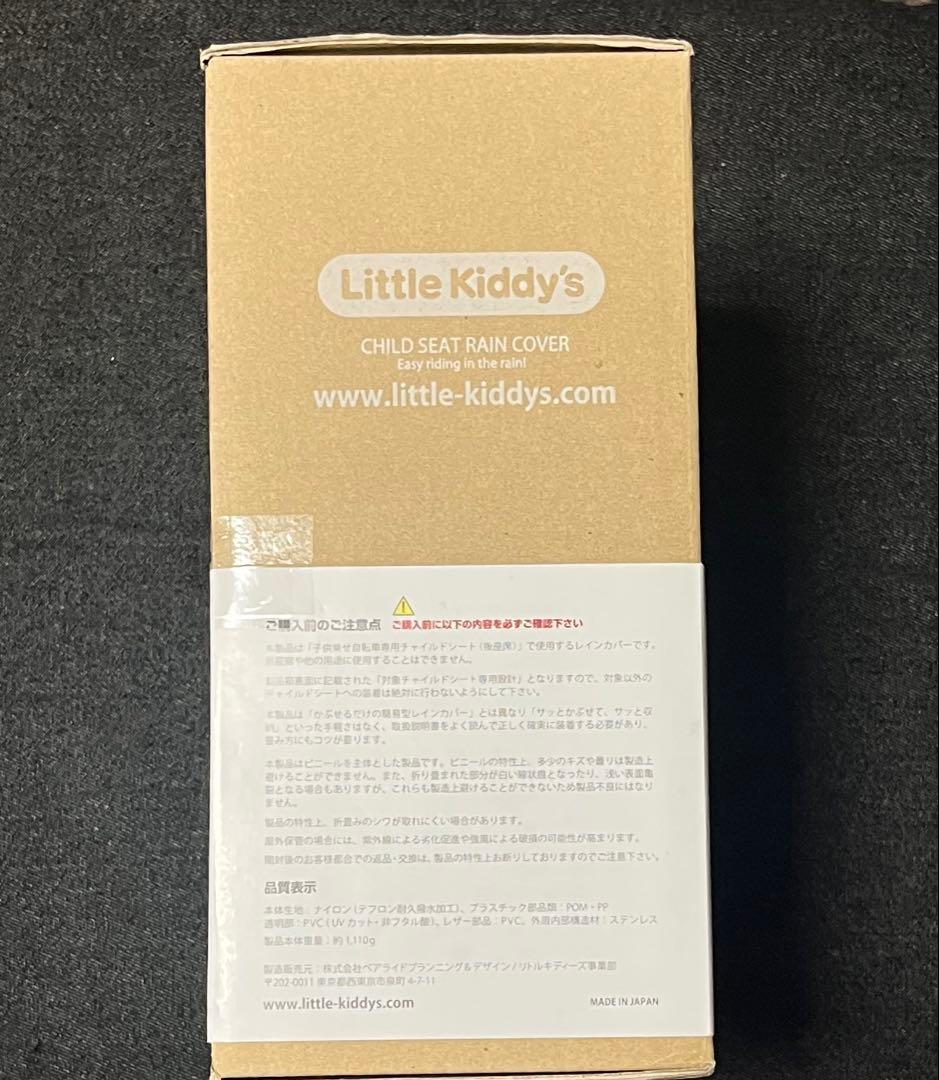 Little Kiddy's
CHILD SEAT RAIN COVER
Easy riding in the rain!
www.little-kiddys.com
ご購入前のご注意点 ご購入前に以下の内容を必ずご確認下さい
本製品は「子供乗せ自転車専用チャイルドシート(後座席)」で使用するレインカバーです。
前座席や他の用途に使用することはできません。
製品箱裏面に記載された「対象チャイルドシート専用設計」となりますので、対象以外の
チャイルドシートへの装着は絶対に行わないようにして下さい。
本製品は「かぶせるだけの簡易型レインカバー」とは異なり「サッとかぶせて、サッと収
納」といった手軽さはなく、取扱説明書をよく読んで正しく確実に装着する必要があり、
畳み方にもコツが要ります。
本製品はビニールを主体とした製品です。ビニールの特性上、多少のキズや曇りは製造上
避けることができません。また、折り畳まれた部分が白い線状痕となったり、浅い表面亀
裂となる場合もありますが、これらも製造上避けることができないため製品不良にはなり
ません。
製品の特性上、折畳みのシワが取れにくい場合があります。
屋外保管の場合には、紫外線による劣化促進や強風による破損の可能性が高まります。
開封後のお客様都合での返品・交換は、製品の特性上お断りしておりますのでご注意下さい。
品質表示
本体生地:ナイロン(テフロン耐久撥水加工)、プラスチック部品類:POM・PP
透明部:PVC(UVカット・非フタル酸)、レザー部品:PVC、外周内部構造材:ステンレス
製品本体重量:約1,110g
製造販売元:株式会社ベアライドプランニング&デザイン/リトルキディーズ事業部
〒202-0011 東京都西東京市泉町4-7-11
www.little-kiddys.com MADE IN JAPAN